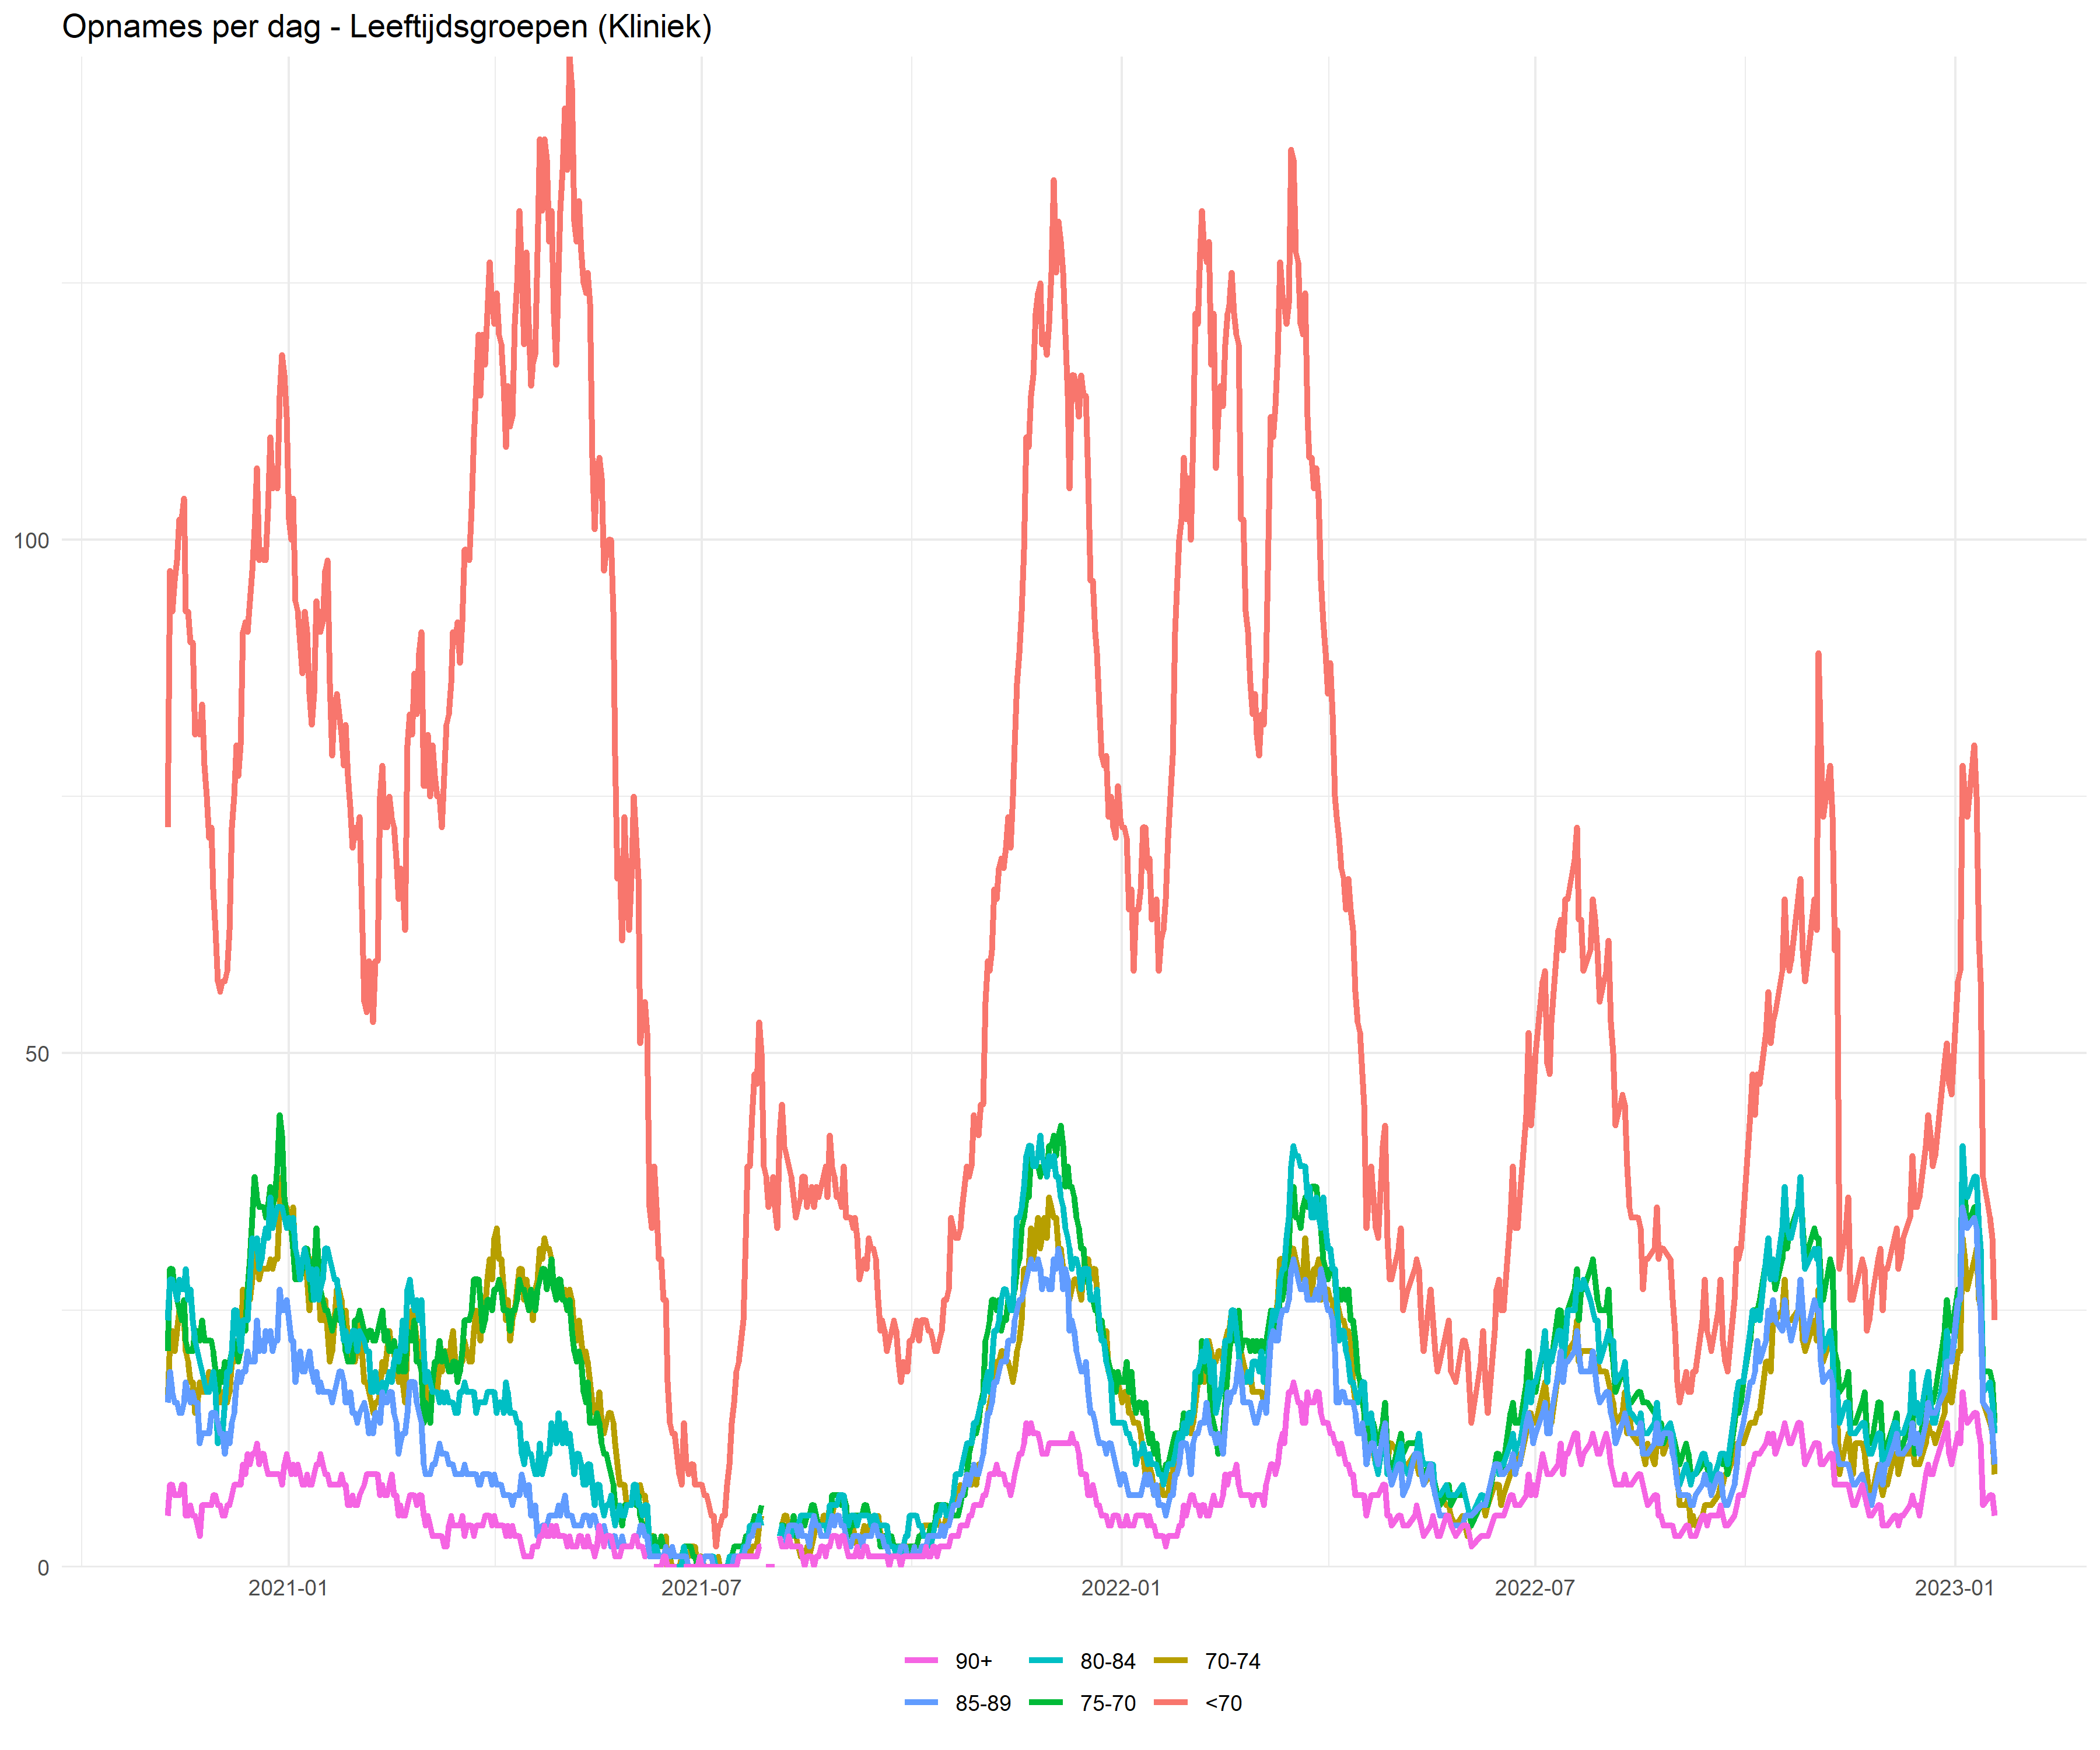 Opnames per dag - Leeftijdsgroepen (Kliniek)
100
50
0
2021-01 2021-07 2022-01 2022-07 2023-01
90+ 80-84 70-74
85-89 75-70 <70